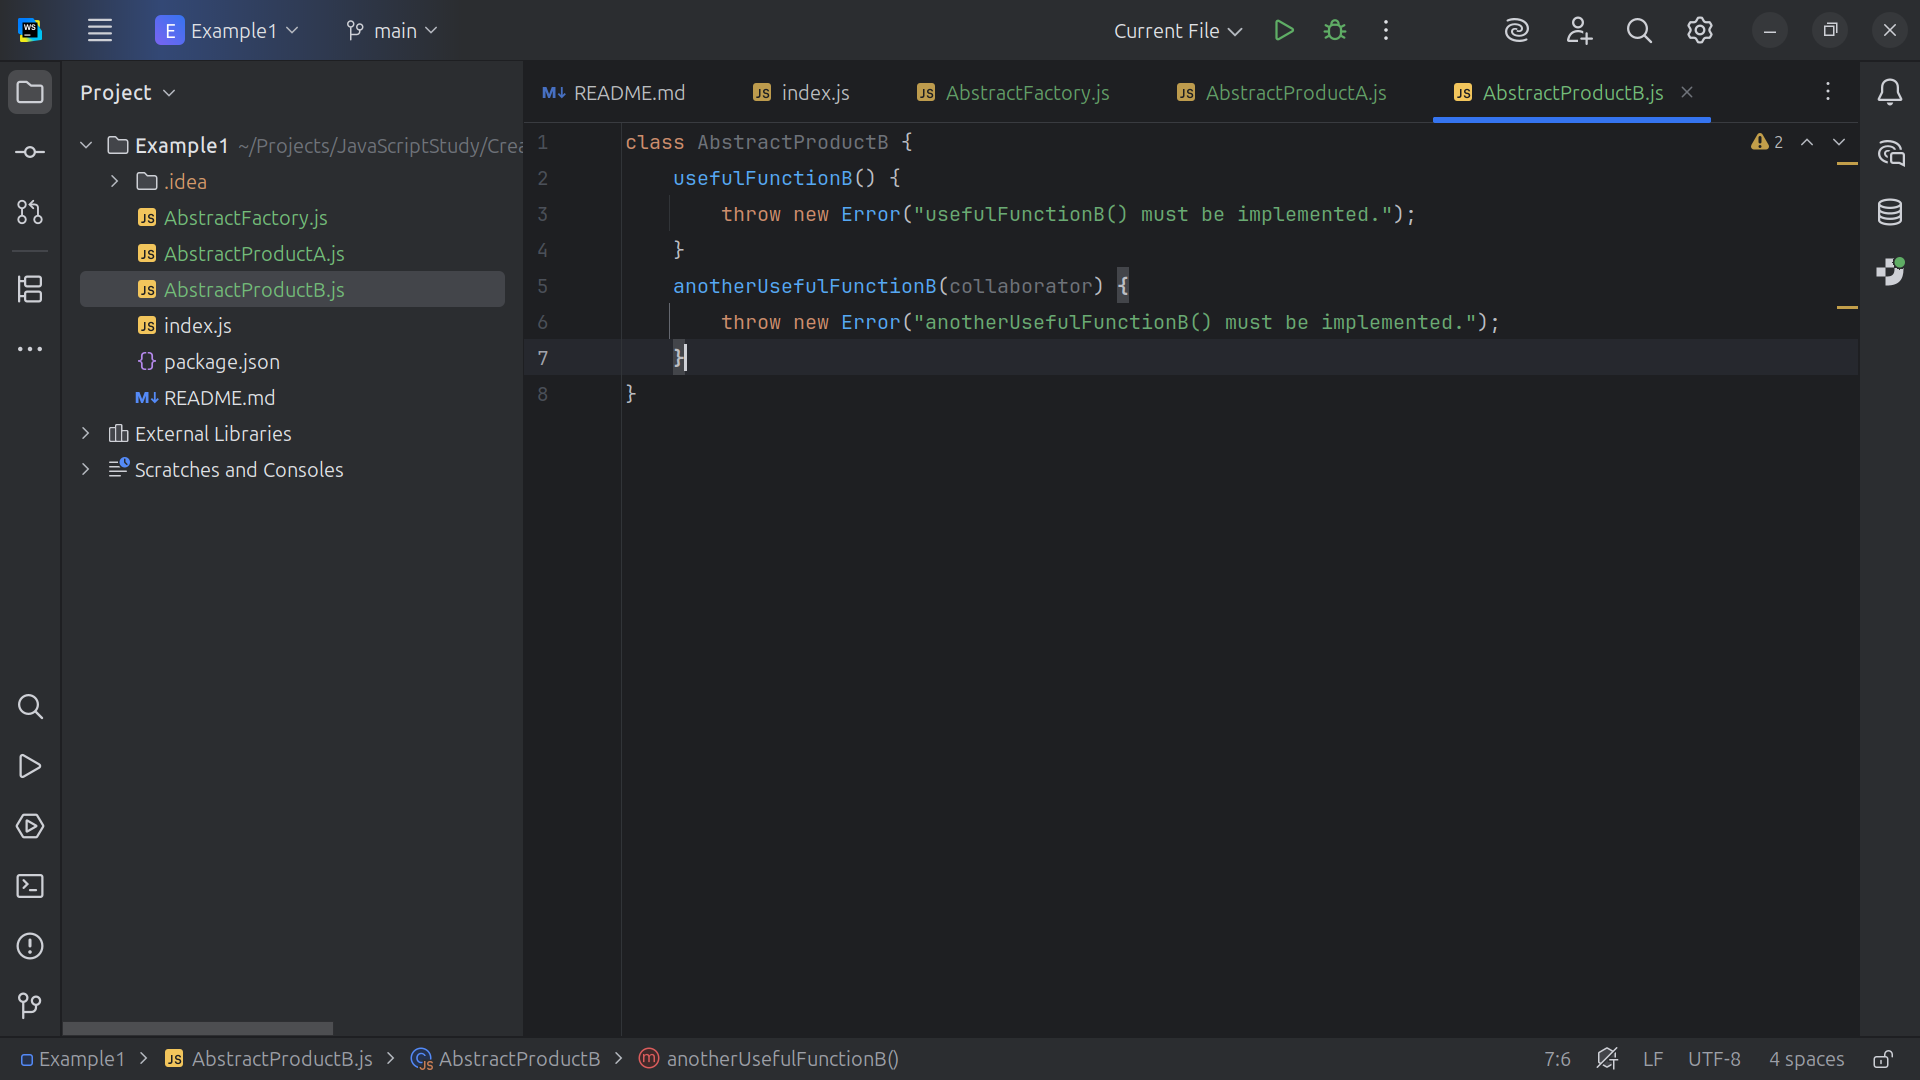 WS
E Example1 main Current File
Project
README.md index.js AbstractFactory.js AbstractProductA.js AbstractProductB.js
Example1 ~/Projects/JavaScriptStudy/Crea
.idea
AbstractFactory.js
AbstractProductA.js
AbstractProductB.js
index.js
package.json
README.md
External Libraries
Scratches and Consoles
1 class AbstractProductB {
2     usefulFunctionB() {
3         throw new Error("usefulFunctionB() must be implemented.");
4     }
5     anotherUsefulFunctionB(collaborator) {
6         throw new Error("anotherUsefulFunctionB() must be implemented.");
7     }
8 }
2
Example1 AbstractProductB.js AbstractProductB anotherUsefulFunctionB() 7:6 LF UTF-8 4 spaces